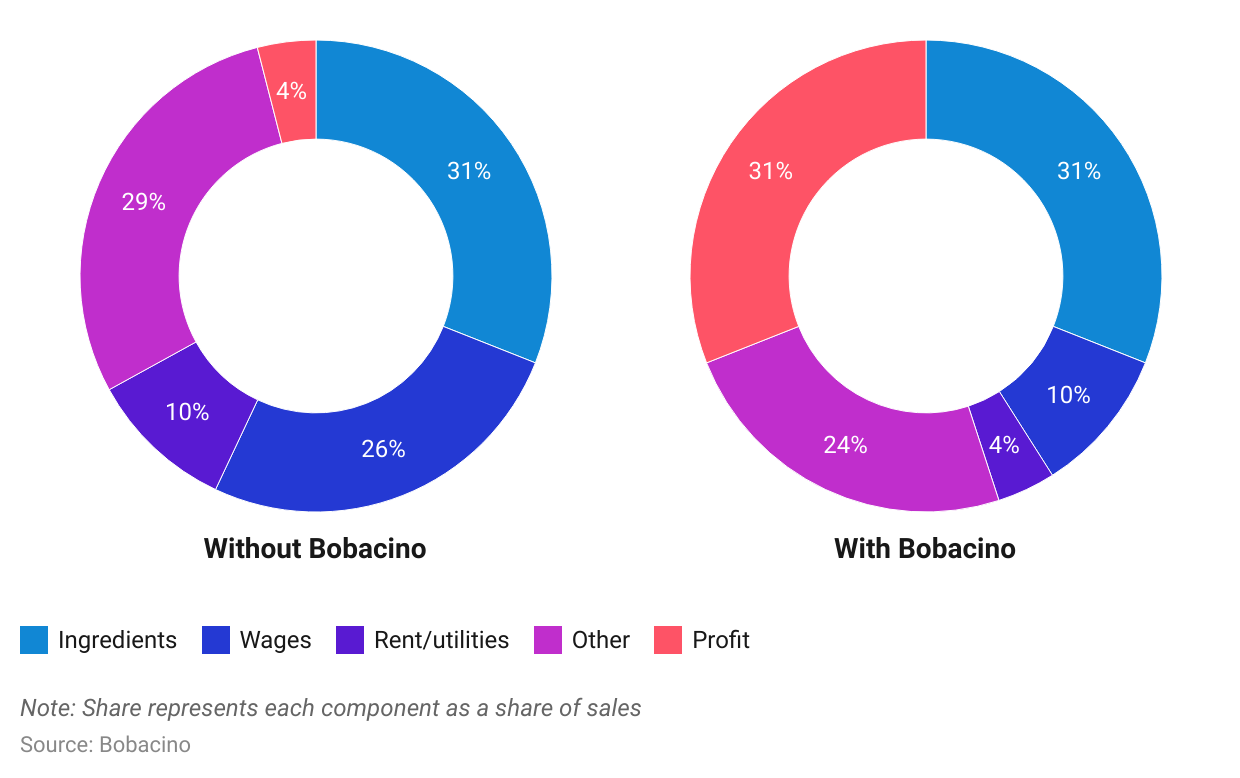 4%
31%
29%
10%
26%
Without Bobacino
31%
31%
10%
4%
24%
With Bobacino
Ingredients Wages Rent/utilities Other Profit
Note: Share represents each component as a share of sales
Source: Bobacino